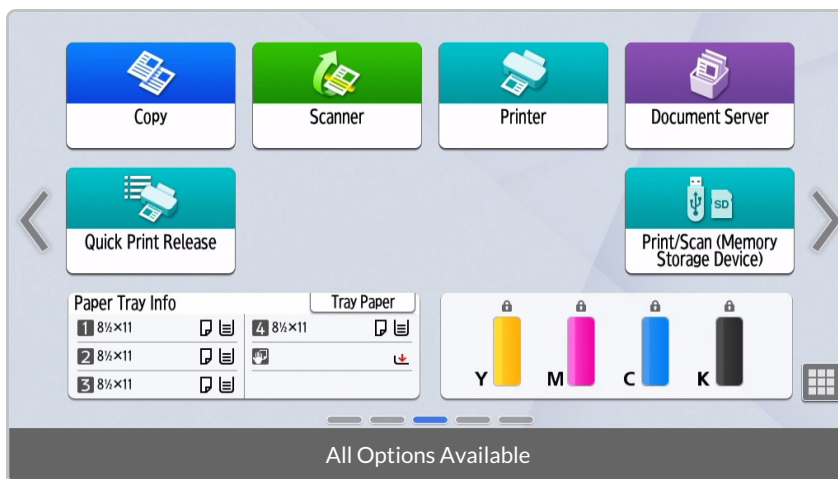 Copy
Scanner
Printer
Document Server
SD
Quick Print Release
Print/Scan (Memory
Storage Device)
Paper Tray Info
Tray Paper
1 8½×11
4 8½×11
2 8½×11
3 8½×11
Y M C K
All Options Available